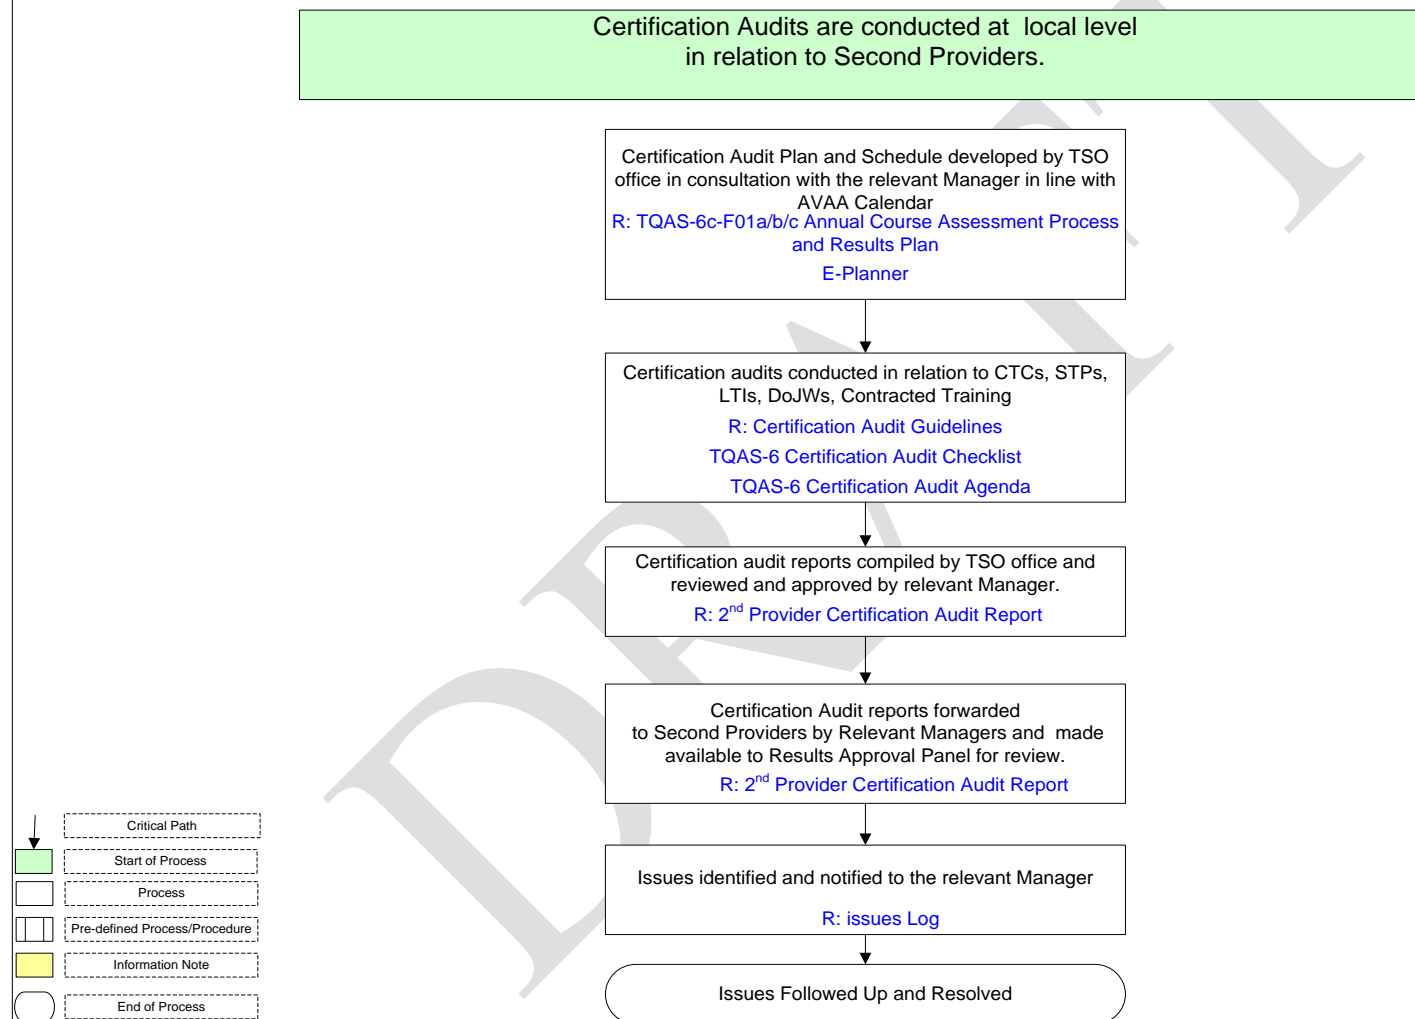 Certification Audits are conducted at local level
in relation to Second Providers.
Certification Audit Plan and Schedule developed by TSO
office in consultation with the relevant Manager in line with
AVAA Calendar
R: TQAS-6c-F01a/b/c Annual Course Assessment Process
and Results Plan
E-Planner
Certification audits conducted in relation to CTCs, STPs,
LTIs, DoJWs, Contracted Training
R: Certification Audit Guidelines
TQAS-6 Certification Audit Checklist
TQAS-6 Certification Audit Agenda
Certification audit reports compiled by TSO office and
reviewed and approved by relevant Manager.
R: 2nd Provider Certification Audit Report
Certification Audit reports forwarded
to Second Providers by Relevant Managers and made
available to Results Approval Panel for review.
R: 2nd Provider Certification Audit Report
Issues identified and notified to the relevant Manager
R: issues Log
Issues Followed Up and Resolved
Critical Path
Start of Process
Process
Pre-defined Process/Procedure
Information Note
End of Process
DRAFT